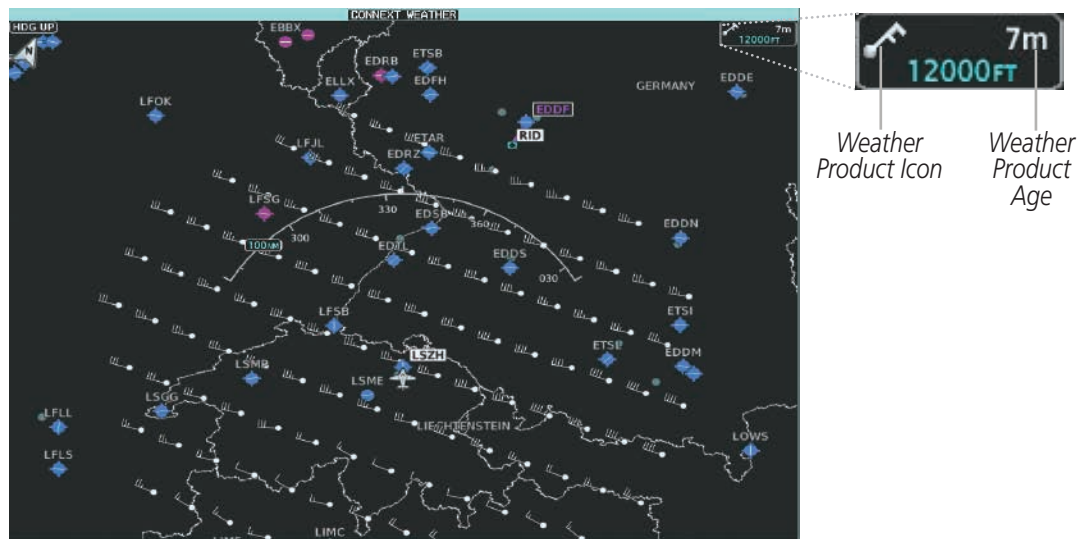 CONNEXT WEATHER
HDG UP
N
7m
12000FT
EBBX
ETSB
EDRB
ELLX
EDFH
GERMANY
EDDE
LFOK
EDDF
RID
ETAR
LFJL
EDRZ
LFSG
330
360
300
EDSB
EDDN
100NM
EDTL
EDDS
030
LFSB
ETSI
LSZH
ETSL
EDDM
LSMP
LSME
LSGG
LFLL
LIECHTENSTEIN
LOWS
LFLS
LIMC
7m
12000FT
Weather
Product Icon
Weather
Product
Age